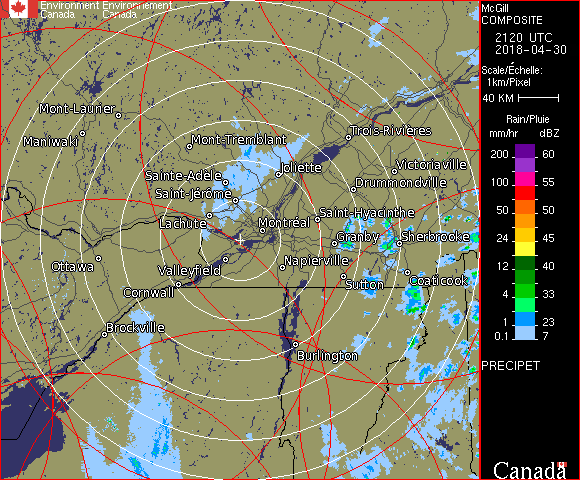 Environment Environnement
Canada Canada
Mont-Laurier
Maniwaki
Mont-Tremblant
Trois-Rivières
Joliette
Victoriaville
Sainte-Adèle
Drummondville
Saint-Jérôme
Lachute
Saint-Hyacinthe
Montréal
Granby
Sherbrooke
Ottawa
Valleyfield
Napierville
Cornwall
Sutton
Coaticook
Brockville
Burlington
McGill
COMPOSITE
2120 UTC
2018-04-30
Scale/Échelle:
1km/Pixel
40 KM
Rain/Pluie
mm/hr dBZ
200 60
100 55
50 50
24 45
12 40
4 33
1 23
0.1 7
PRECIPET
Canada